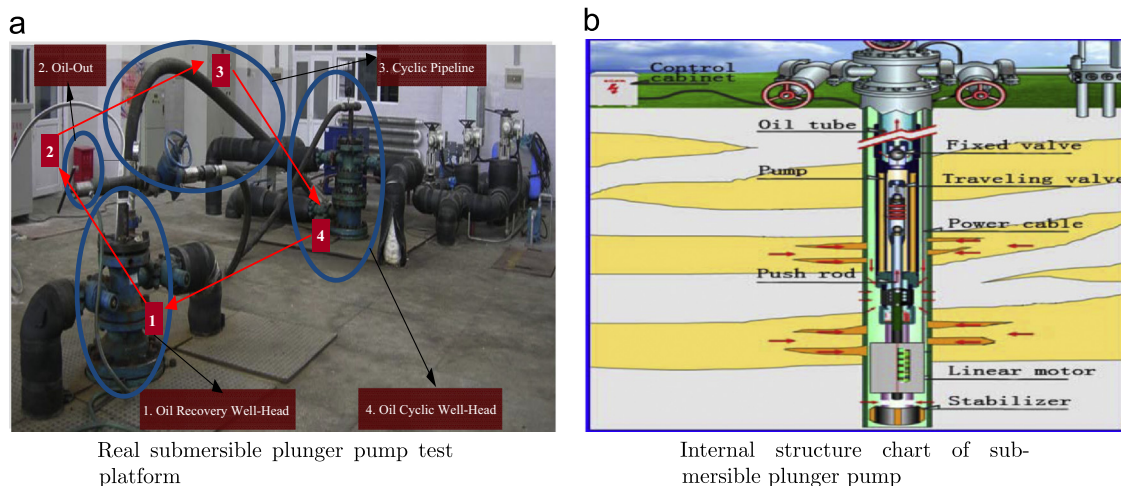 a
2. Oil-Out
3
3. Cyclic Pipeline
2
4
1
1. Oil Recovery Well-Head
4. Oil Cyclic Well-Head
Real submersible plunger pump test
platform
b
Control
cabinet
Oil tube
Fixed valve
Pump
Traveling valve
Power cable
Push rod
Linear motor
Stabilizer
Internal structure chart of sub-
mersible plunger pump